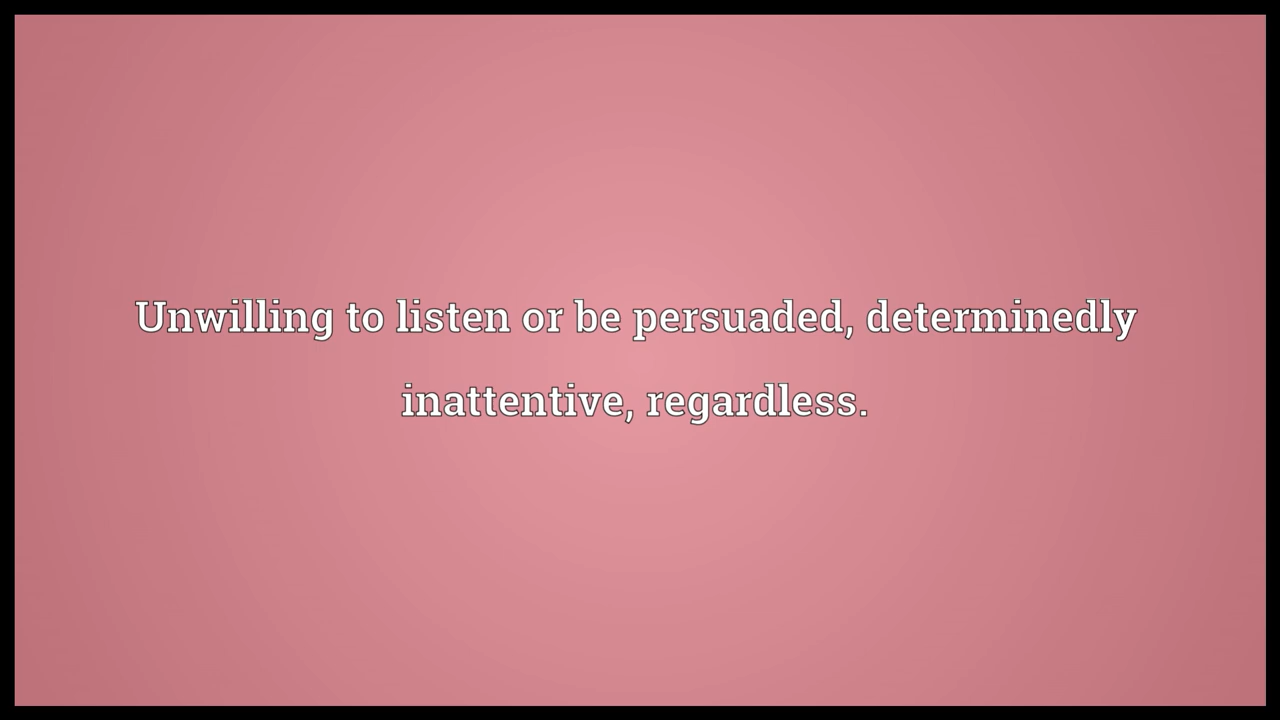 Unwilling to listen or be persuaded, determinedly
inattentive, regardless.